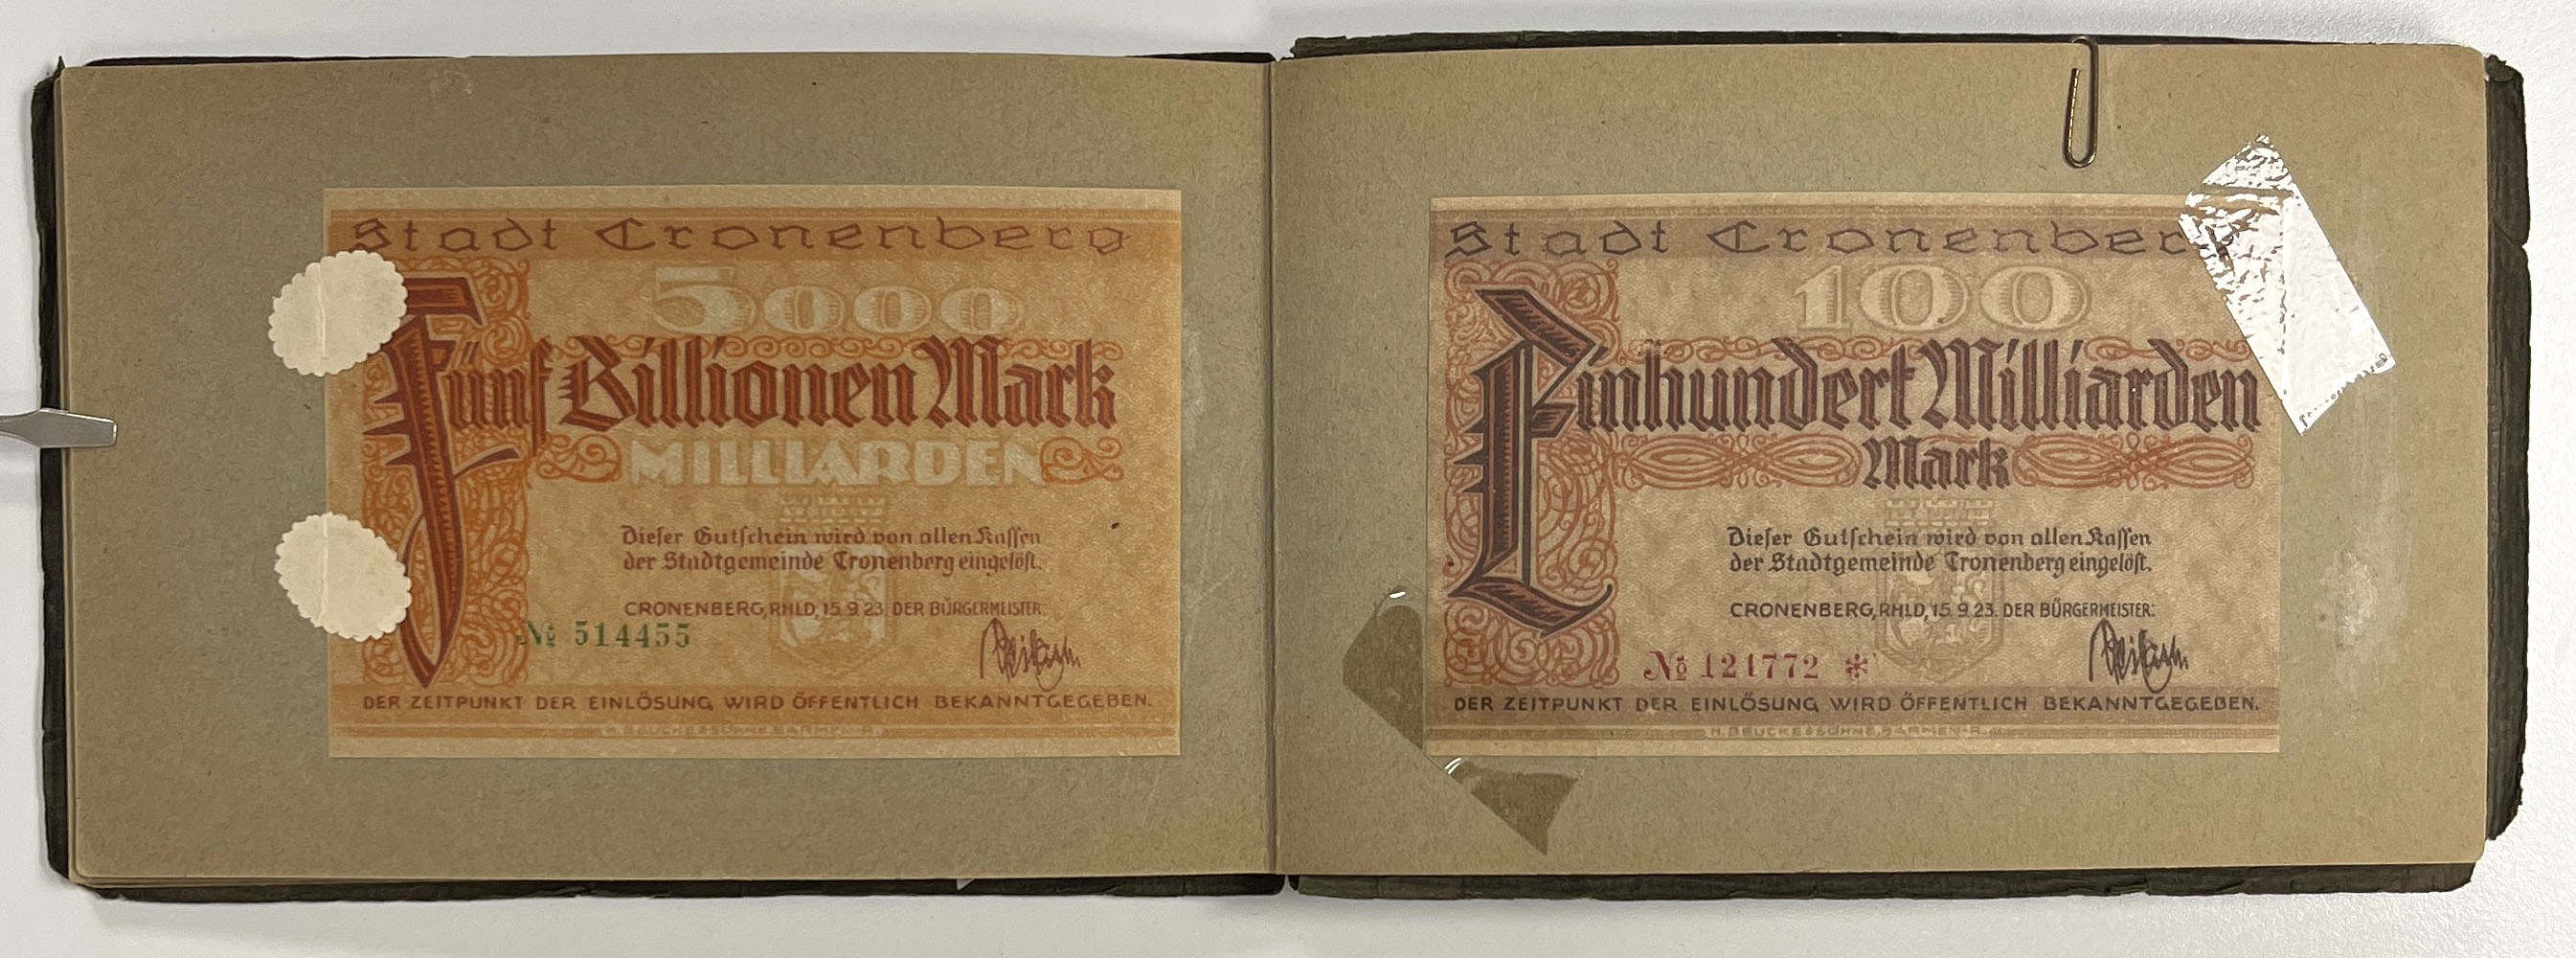 Stadt Cronenberg
5000
Fünf Billionen Mark
MILLIARDEN
Dieser Gutschein wird von allen Kassen
der Stadtgemeinde Cronenberg eingelöst.
CRONENBERG, RHLD, 15.9.23. DER BÜRGERMEISTER:
№ 514455
DER ZEITPUNKT DER EINLÖSUNG WIRD ÖFFENTLICH BEKANNTGEGEBEN.
Stadt Cronenberg
100
Einhundert Milliarden
Mark
Dieser Gutschein wird von allen Kassen
der Stadtgemeinde Cronenberg eingelöst.
CRONENBERG, RHLD, 15.9.23. DER BÜRGERMEISTER:
№ 121772 *
DER ZEITPUNKT DER EINLÖSUNG WIRD ÖFFENTLICH BEKANNTGEGEBEN.